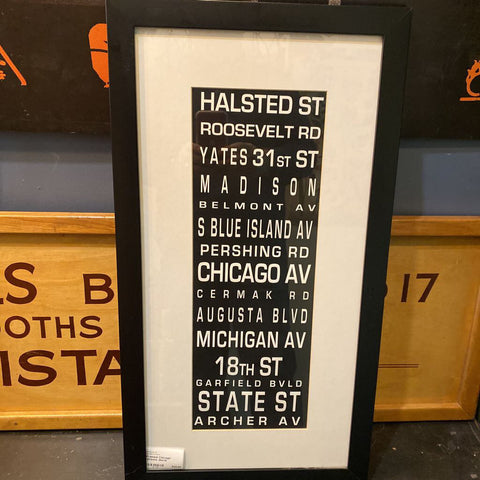 HALSTED ST
ROOSEVELT RD
YATES 31ST ST
MADISON
BELMONT AV
S BLUE ISLAND AV
PERSHING RD
CHICAGO AV
CERMAK RD
AUGUSTA BLVD
MICHIGAN AV
18TH ST
GARFIELD BVLD
STATE ST
ARCHER AV
B
17